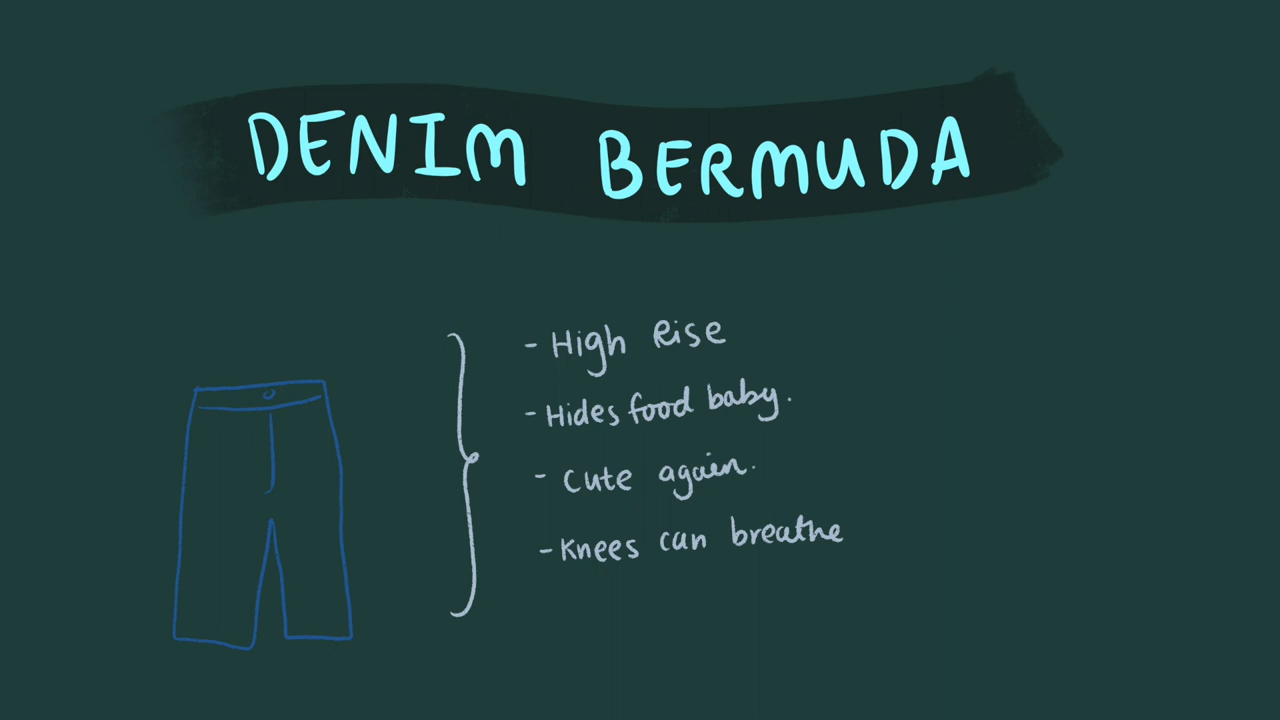 DENIM BERMUDA
- High Rise
- Hides food baby.
- Cute again.
- Knees can breathe